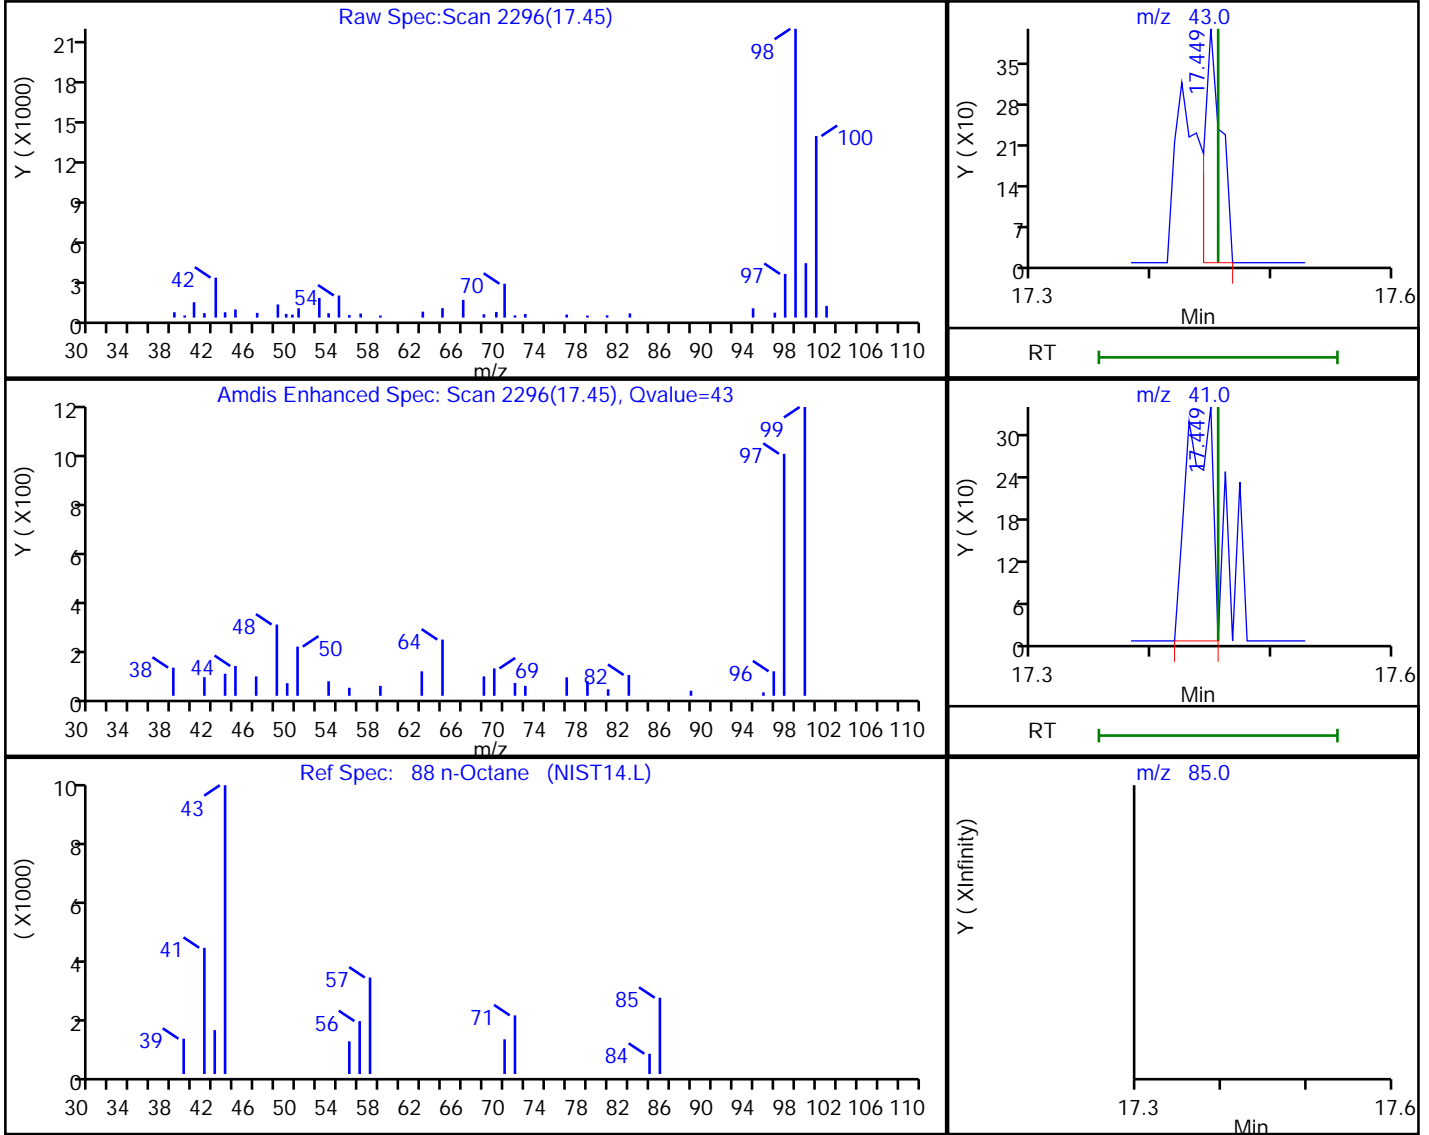 Raw Spec:Scan 2296(17.45)
Y ( X1000)
21
18
15
12
9
6
3
0
98
100
97
42
54
70
30 34 38 42 46 50 54 58 62 66 70 74 78 82 86 90 94 98 102 106 110
m/z
m/z 43.0
Y ( X10)
35
28
21
14
7
0
17.449
17.3 17.6
Min
RT
Amdis Enhanced Spec: Scan 2296(17.45), Qvalue=43
Y ( X100)
12
10
8
6
4
2
0
99
97
48
50
64
38
44
69
82
96
30 34 38 42 46 50 54 58 62 66 70 74 78 82 86 90 94 98 102 106 110
m/z
m/z 41.0
Y ( X10)
30
24
18
12
6
0
17.449
17.3 17.6
Min
RT
Ref Spec: 88 n-Octane (NIST14.L)
( X1000)
10
8
6
4
2
0
43
41
39
57
56
71
85
84
30 34 38 42 46 50 54 58 62 66 70 74 78 82 86 90 94 98 102 106 110
m/z 85.0
Y ( XInfinity)
17.3 17.6
Min